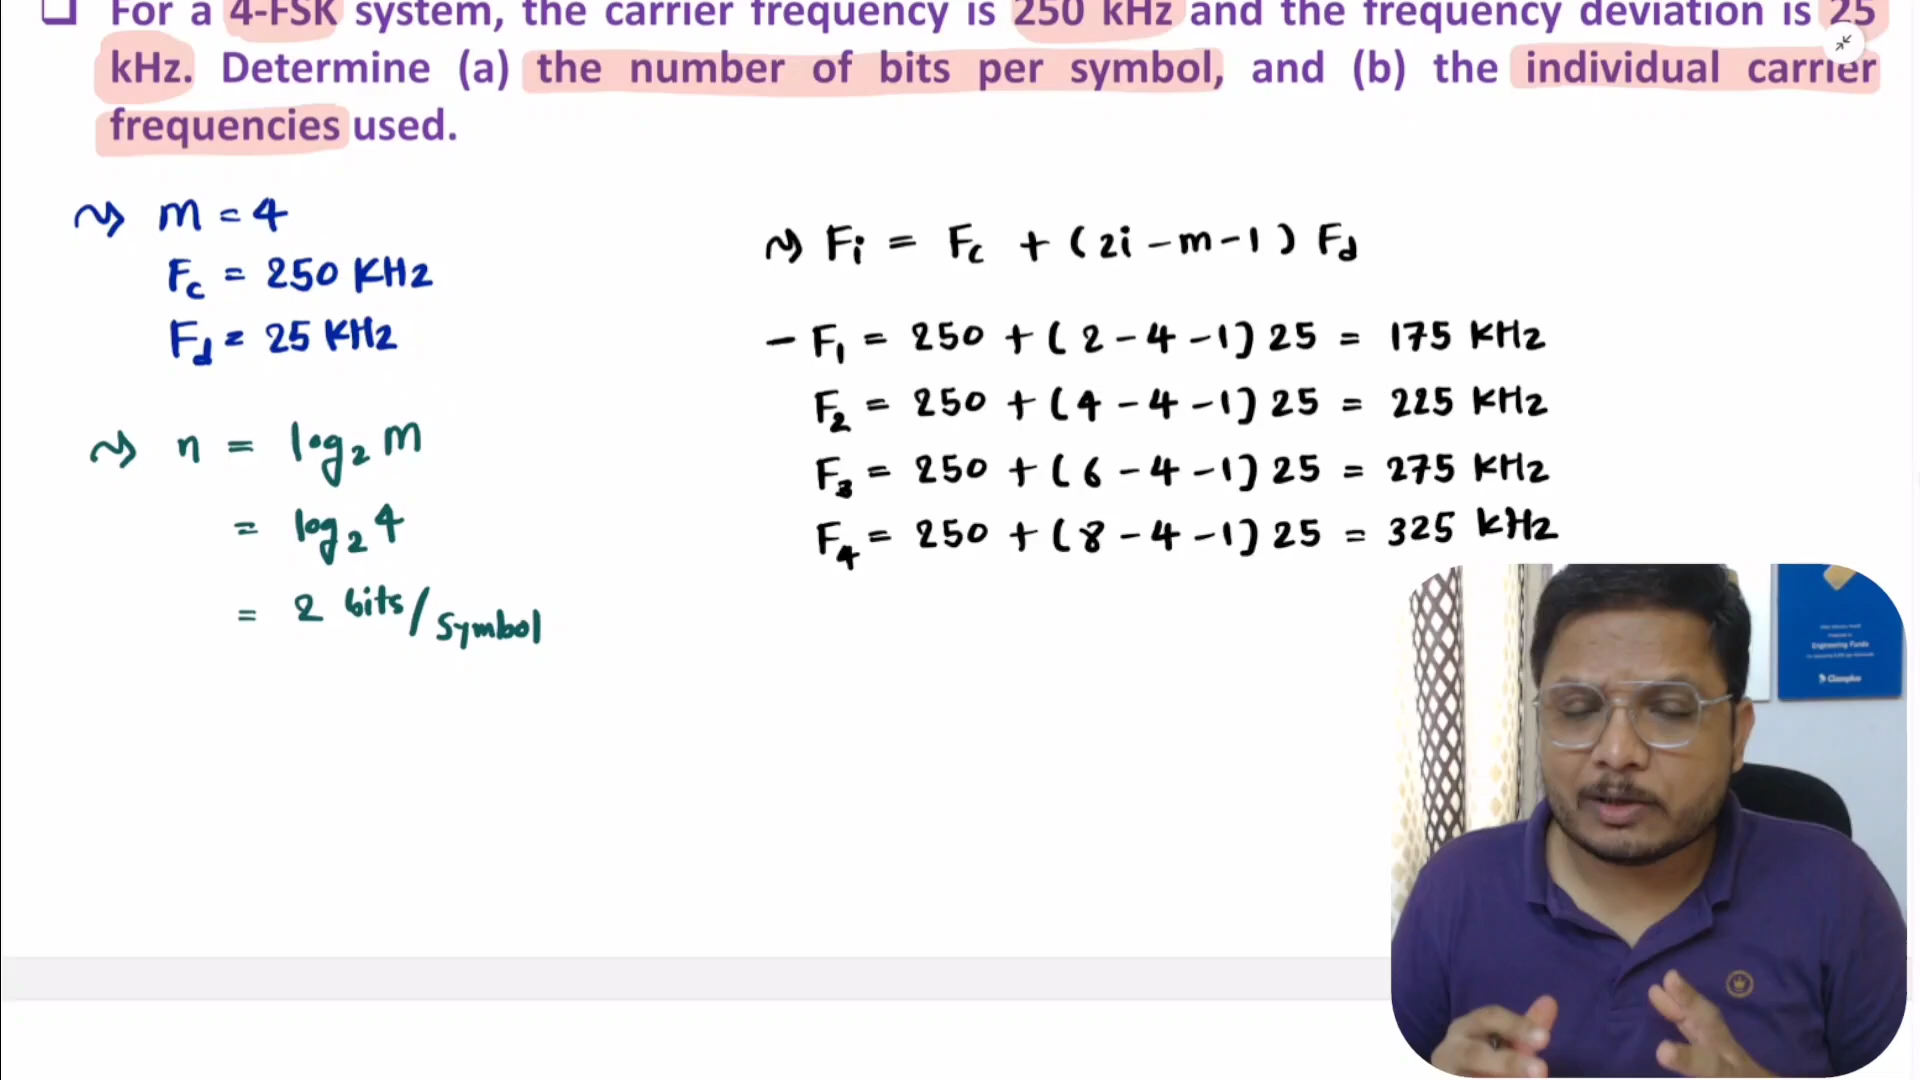 ❑ For a 4-FSK system, the carrier frequency is 250 kHz and the frequency deviation is 25
kHz. Determine (a) the number of bits per symbol, and (b) the individual carrier
frequencies used.
m = 4
Fc = 250 KHz
Fd = 25 KHz
n = log₂ m
= log₂ 4
= 2 bits/symbol
Fi = Fc + (2i - m - 1) Fd
- F₁ = 250 + (2 - 4 - 1) 25 = 175 KHz
F₂ = 250 + (4 - 4 - 1) 25 = 225 KHz
F₃ = 250 + (6 - 4 - 1) 25 = 275 KHz
F₄ = 250 + (8 - 4 - 1) 25 = 325 KHz
Engineering Funda
Classplus